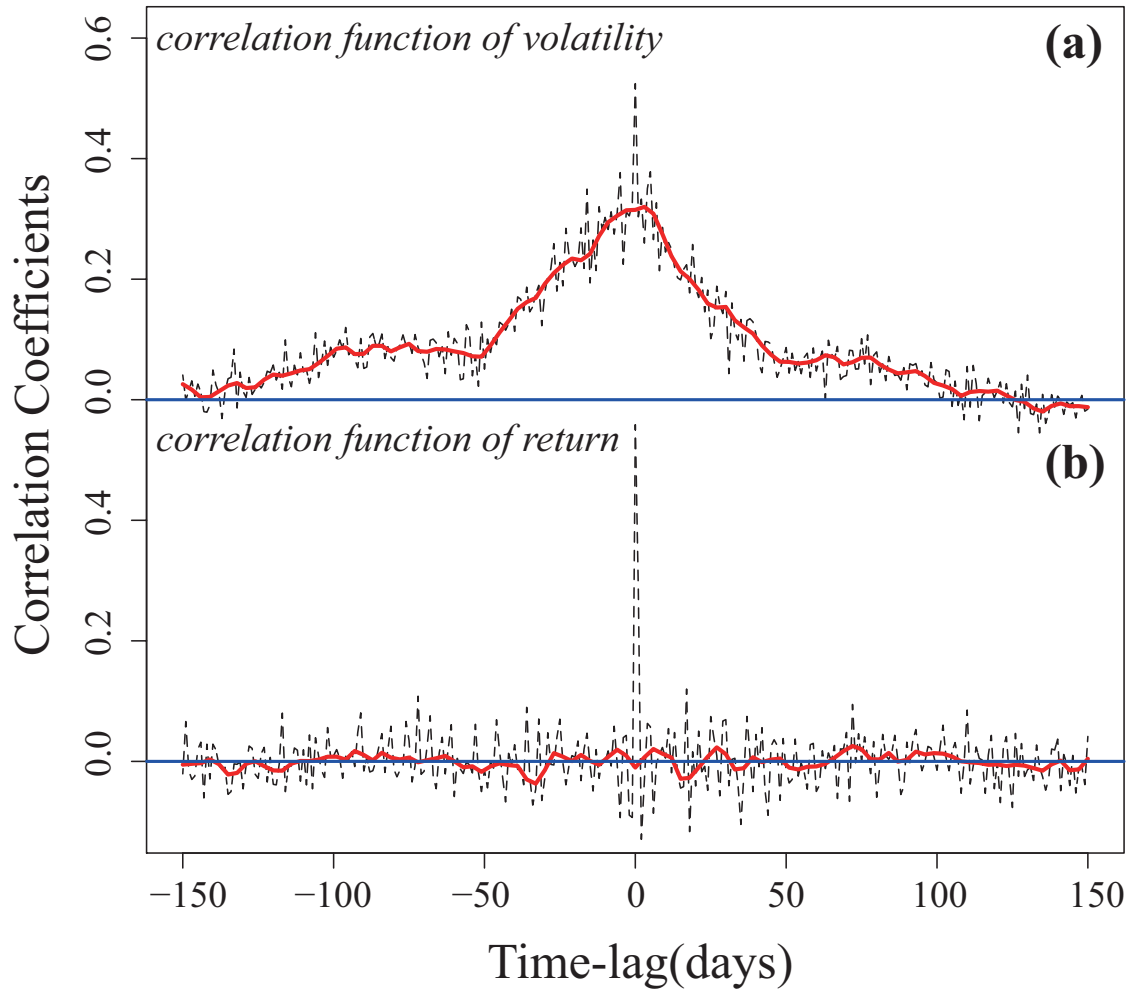 correlation function of volatility
(a)
0.6
0.4
0.2
0.0
correlation function of return
(b)
0.4
0.2
0.0
Correlation Coefficients
−150
−100
−50
0
50
100
150
Time-lag(days)